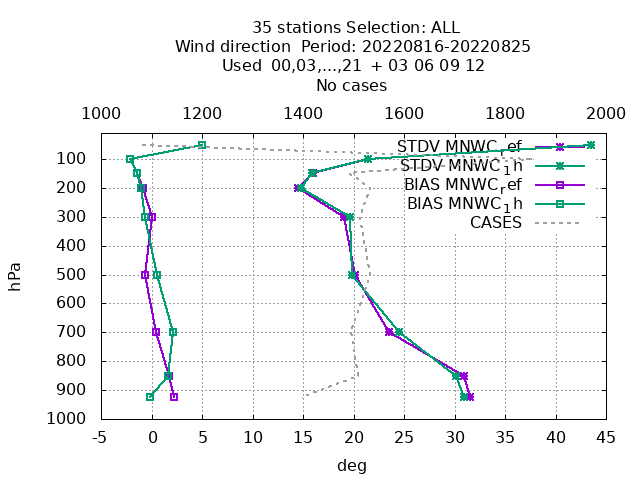 35 stations Selection: ALL
Wind direction  Period: 20220816-20220825
Used  00,03,...,21  + 03 06 09 12
No cases
1000 1200 1400 1600 1800 2000
STDV MNWC_ref
STDV MNWC_1h
BIAS MNWC_ref
BIAS MNWC_1h
CASES
100
200
300
400
500
600
700
800
900
1000
hPa
-5 0 5 10 15 20 25 30 35 40 45
deg